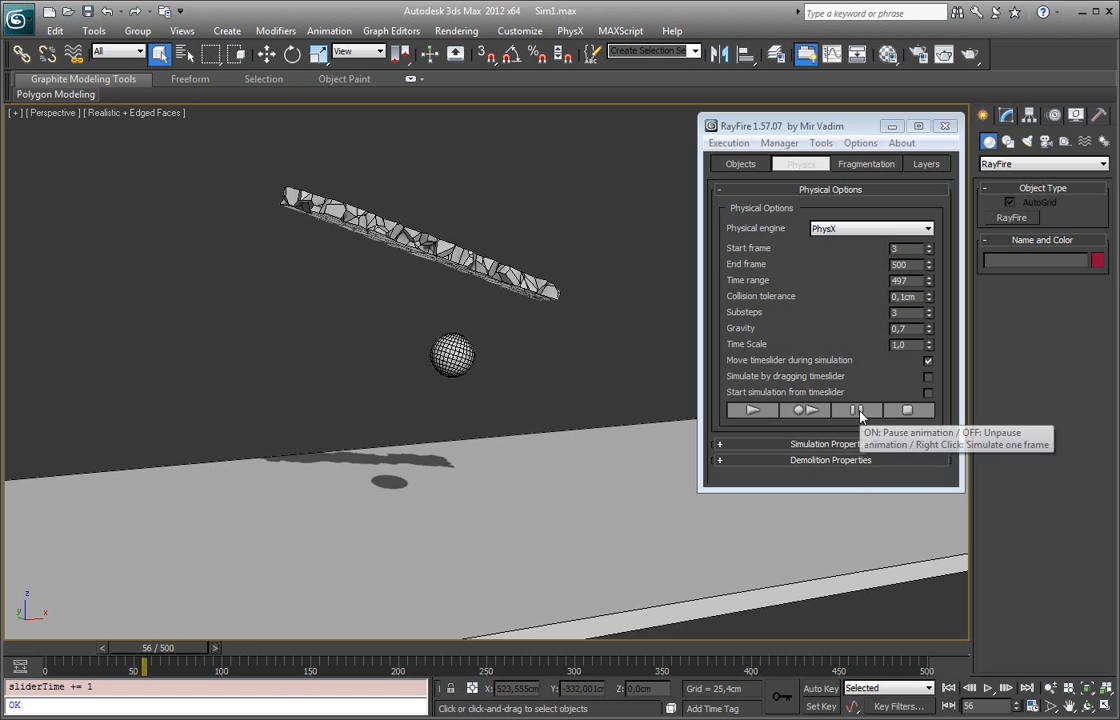 Autodesk 3ds Max 2012 x64 Sim1.max
Type a keyword or phrase
Edit Tools Group Views Create Modifiers Animation Graph Editors Rendering Customize PhysX MAXScript Help
All View Create Selection Se
Graphite Modeling Tools Freeform Selection Object Paint
Polygon Modeling
[ + ] [ Perspective ] [ Realistic + Edged Faces ]
RayFire 1.57.07 by Mir Vadim
Execution Manager Tools Options About
Objects Physics Fragmentation Layers
Physical Options
Physical Options
Physical engine PhysX
Start frame 3
End frame 500
Time range 497
Collision tolerance 0,1cm
Substeps 3
Gravity 0,7
Time Scale 1,0
Move timeslider during simulation
Simulate by dragging timeslider
Start simulation from timeslider
ON: Pause animation / OFF: Unpause
animation / Right Click: Simulate one frame
Simulation Propert
Demolition Properties
RayFire
Object Type
AutoGrid
RayFire
Name and Color
z
y x
56 / 500
0 50 100 150 200 250 300 350 400 450 500
sliderTime += 1
OK
X: 523,555cm Y: -332,001cm Z: 0,0cm Grid = 25,4cm
Click or click-and-drag to select objects
Add Time Tag
Auto Key Selected
Set Key Key Filters...
56